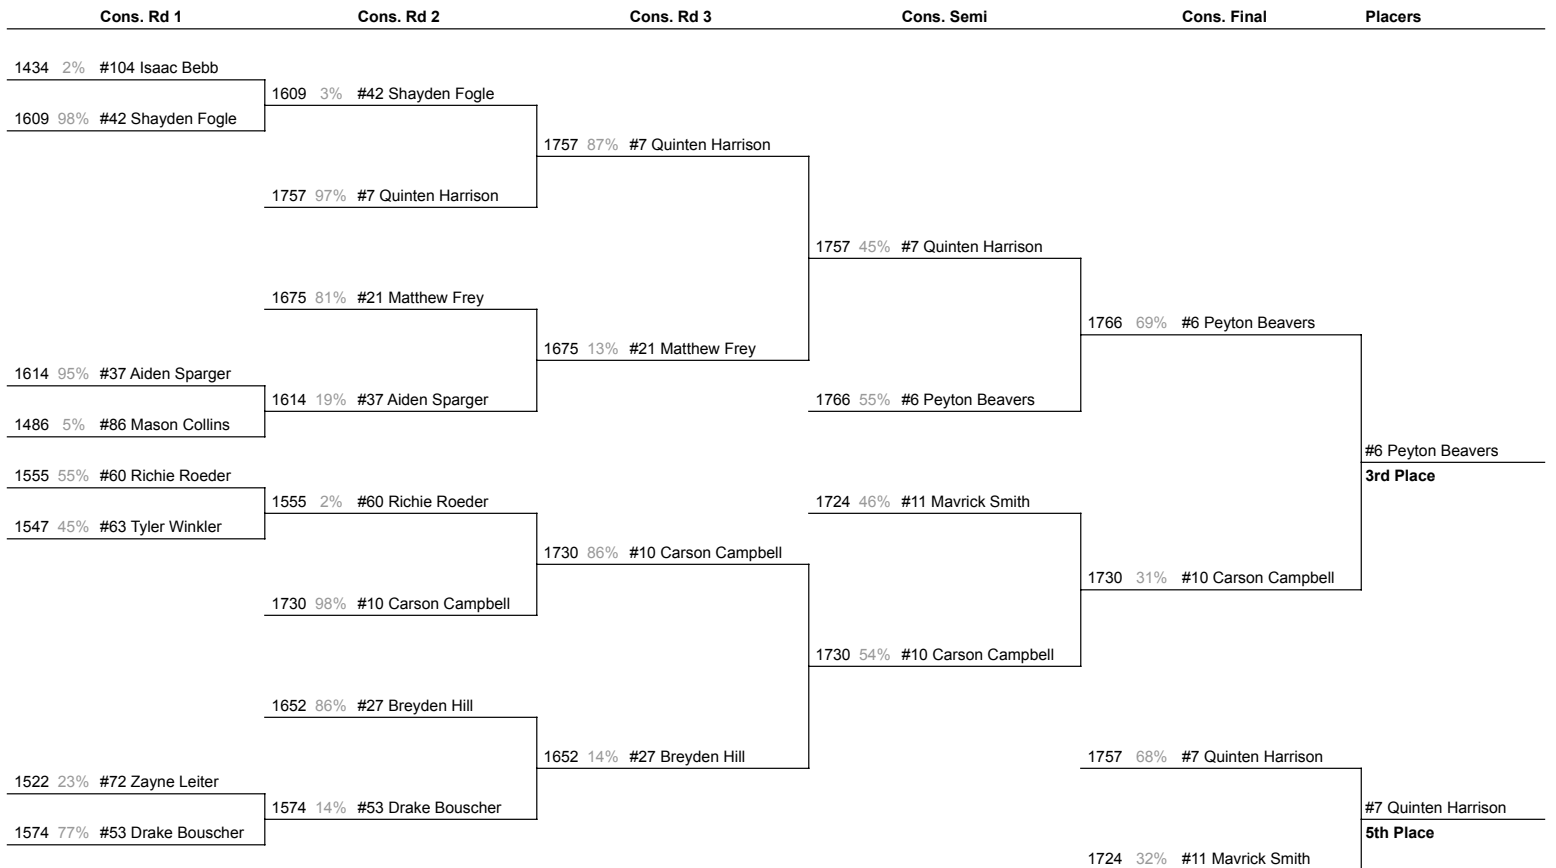 Cons. Rd 1 Cons. Rd 2 Cons. Rd 3 Cons. Semi Cons. Final Placers
1434 2% #104 Isaac Bebb
1609 3% #42 Shayden Fogle
1609 98% #42 Shayden Fogle
1757 87% #7 Quinten Harrison
1757 97% #7 Quinten Harrison
1757 45% #7 Quinten Harrison
1675 81% #21 Matthew Frey
1766 69% #6 Peyton Beavers
1675 13% #21 Matthew Frey
1614 95% #37 Aiden Sparger
1614 19% #37 Aiden Sparger
1766 55% #6 Peyton Beavers
1486 5% #86 Mason Collins
#6 Peyton Beavers
1555 55% #60 Richie Roeder
3rd Place
1555 2% #60 Richie Roeder
1724 46% #11 Mavrick Smith
1547 45% #63 Tyler Winkler
1730 86% #10 Carson Campbell
1730 31% #10 Carson Campbell
1730 98% #10 Carson Campbell
1730 54% #10 Carson Campbell
1652 86% #27 Breyden Hill
1652 14% #27 Breyden Hill
1757 68% #7 Quinten Harrison
1522 23% #72 Zayne Leiter
1574 14% #53 Drake Bouscher
#7 Quinten Harrison
1574 77% #53 Drake Bouscher
5th Place
1724 32% #11 Mavrick Smith